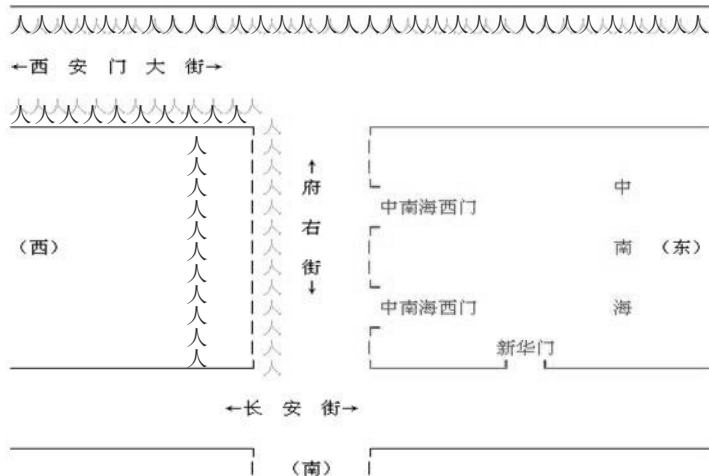 ←西安门大街→
↑府右街↓
中南海西门
中南海
（西）
（东）
中南海西门
新华门
←长安街→
（南）